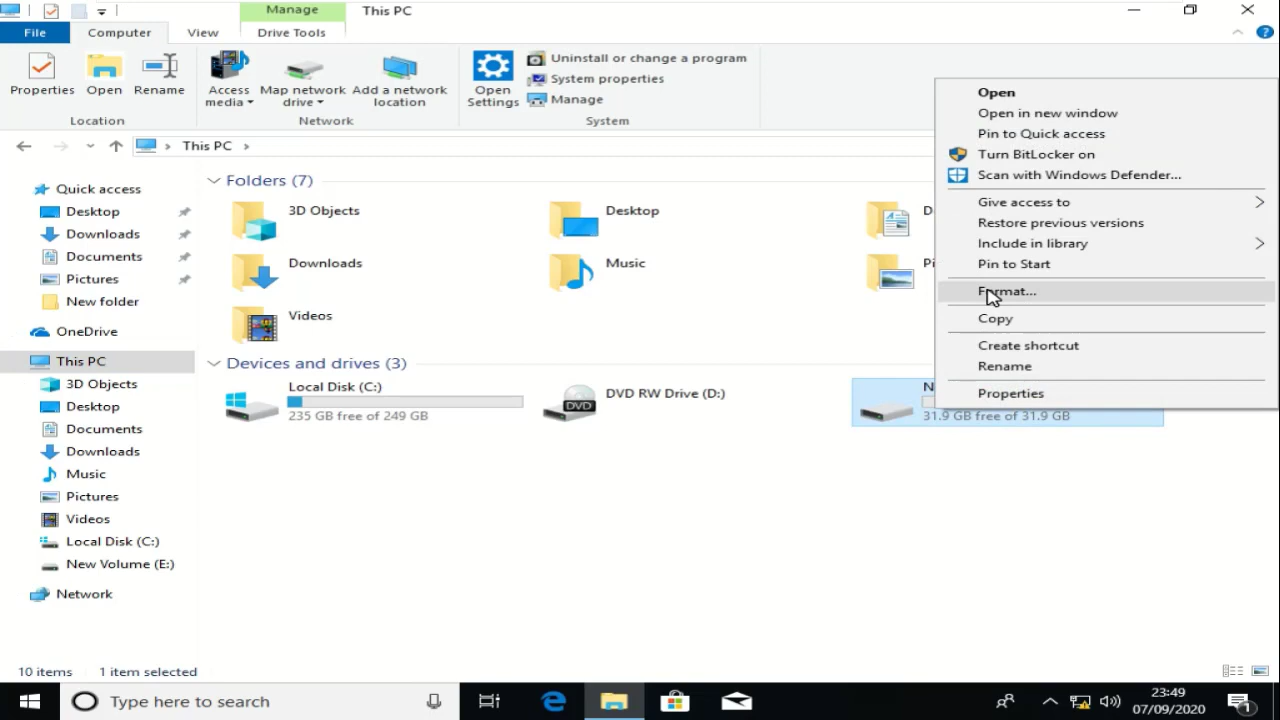 Manage
This PC
File
Computer
View
Drive Tools
Properties
Open
Rename
Access media
Map network drive
Add a network location
Open Settings
Uninstall or change a program
System properties
Manage
Location
Network
System
This PC
Quick access
Desktop
Downloads
Documents
Pictures
New folder
OneDrive
This PC
3D Objects
Desktop
Documents
Downloads
Music
Pictures
Videos
Local Disk (C:)
New Volume (E:)
Network
Folders (7)
3D Objects
Desktop
Downloads
Music
Videos
Devices and drives (3)
Local Disk (C:)
235 GB free of 249 GB
DVD RW Drive (D:)
DVD
31.9 GB free of 31.9 GB
Open
Open in new window
Pin to Quick access
Turn BitLocker on
Scan with Windows Defender...
Give access to
Restore previous versions
Include in library
Pin to Start
Format...
Copy
Create shortcut
Rename
Properties
10 items
1 item selected
Type here to search
23:49
07/09/2020
1